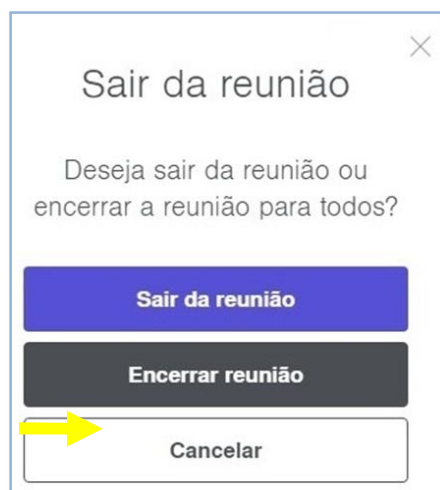 Sair da reunião
Deseja sair da reunião ou
encerrar a reunião para todos?
Sair da reunião
Encerrar reunião
Cancelar